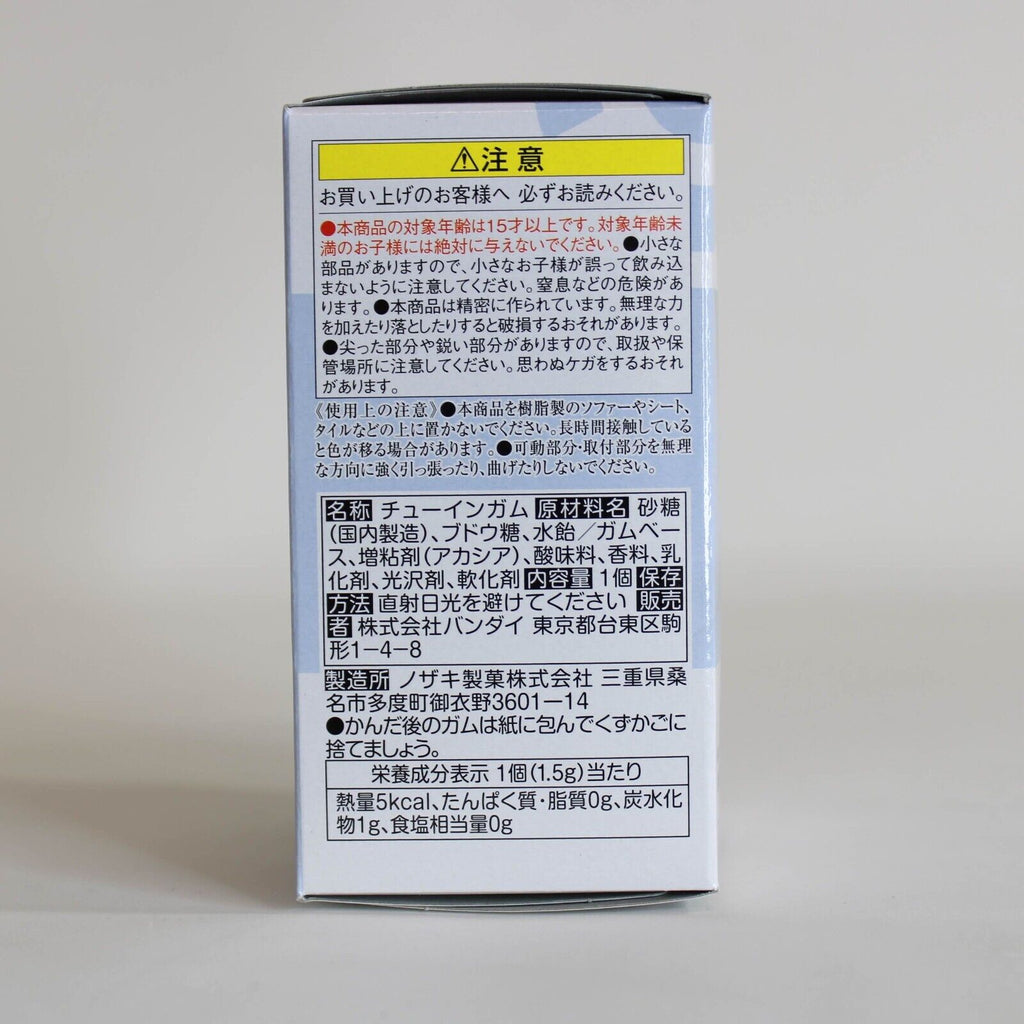 ⚠注意
お買い上げのお客様へ 必ずお読みください。
●本商品の対象年齢は15才以上です。対象年齢未
満のお子様には絶対に与えないでください。●小さな
部品がありますので、小さなお子様が誤って飲み込
まないように注意してください。窒息などの危険があ
ります。●本商品は精密に作られています。無理な力
を加えたり落としたりすると破損するおそれがあります。
●尖った部分や鋭い部分がありますので、取扱や保
管場所に注意してください。思わぬケガをするおそれ
があります。
《使用上の注意》●本商品を樹脂製のソファーやシート、
タイルなどの上に置かないでください。長時間接触している
と色が移る場合があります。●可動部分・取付部分を無理
な方向に強く引っ張ったり、曲げたりしないでください。
名称 チューインガム 原材料名 砂糖
(国内製造)、ブドウ糖、水飴／ガムベー
ス、増粘剤(アカシア)、酸味料、香料、乳
化剤、光沢剤、軟化剤 内容量 1個 保存
方法 直射日光を避けてください 販売
者 株式会社バンダイ 東京都台東区駒
形1－4－8
製造所 ノザキ製菓株式会社 三重県桑
名市多度町御衣野3601－14
●かんだ後のガムは紙に包んでくずかごに
捨てましょう。
栄養成分表示 1個(1.5g)当たり
熱量5kcal、たんぱく質・脂質0g、炭水化
物1g、食塩相当量0g